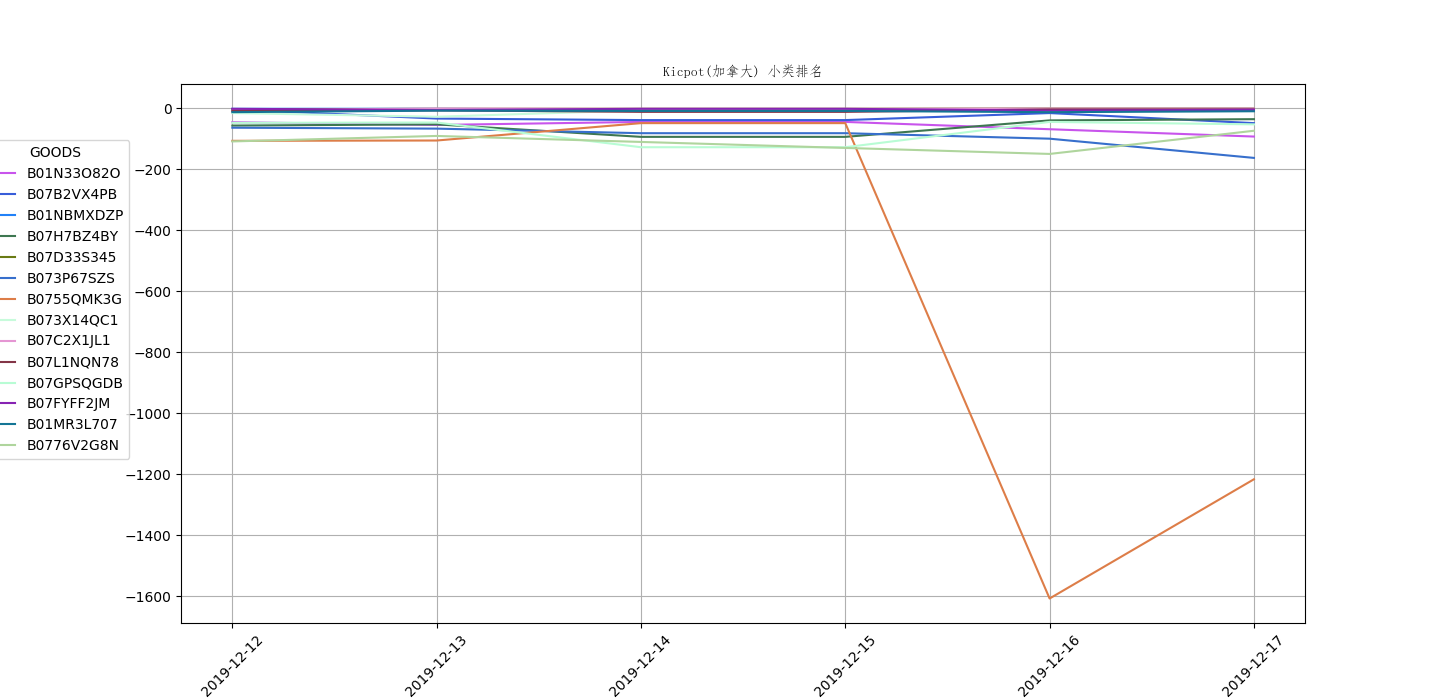 Kicpot(加拿大) 小类排名
GOODS
B01N33O82O
B07B2VX4PB
B01NBMXDZP
B07H7BZ4BY
B07D33S345
B073P67SZS
B0755QMK3G
B073X14QC1
B07C2X1JL1
B07L1NQN78
B07GPSQGDB
B07FYFF2JM
B01MR3L707
B0776V2G8N
0
−200
−400
−600
−800
−1000
−1200
−1400
−1600
2019-12-12
2019-12-13
2019-12-14
2019-12-15
2019-12-16
2019-12-17